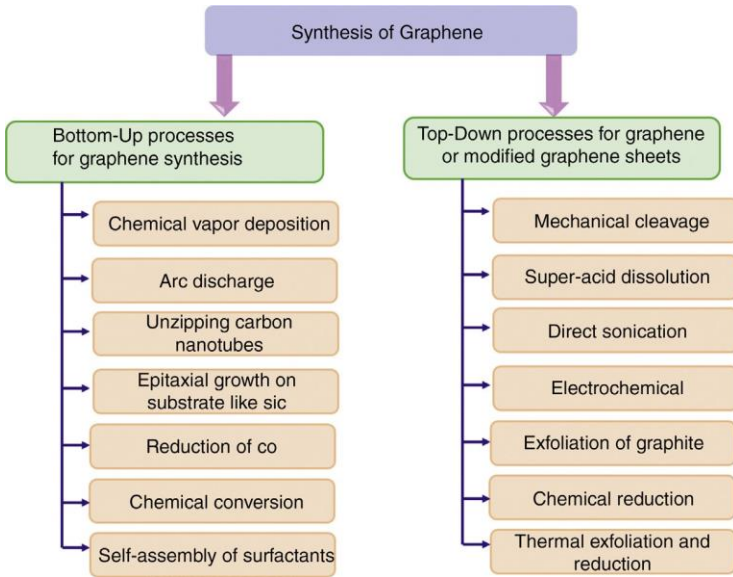 Synthesis of Graphene
Bottom-Up processes
for graphene synthesis
Chemical vapor deposition
Arc discharge
Unzipping carbon
nanotubes
Epitaxial growth on
substrate like sic
Reduction of co
Chemical conversion
Self-assembly of surfactants
Top-Down processes for graphene
or modified graphene sheets
Mechanical cleavage
Super-acid dissolution
Direct sonication
Electrochemical
Exfoliation of graphite
Chemical reduction
Thermal exfoliation and
reduction